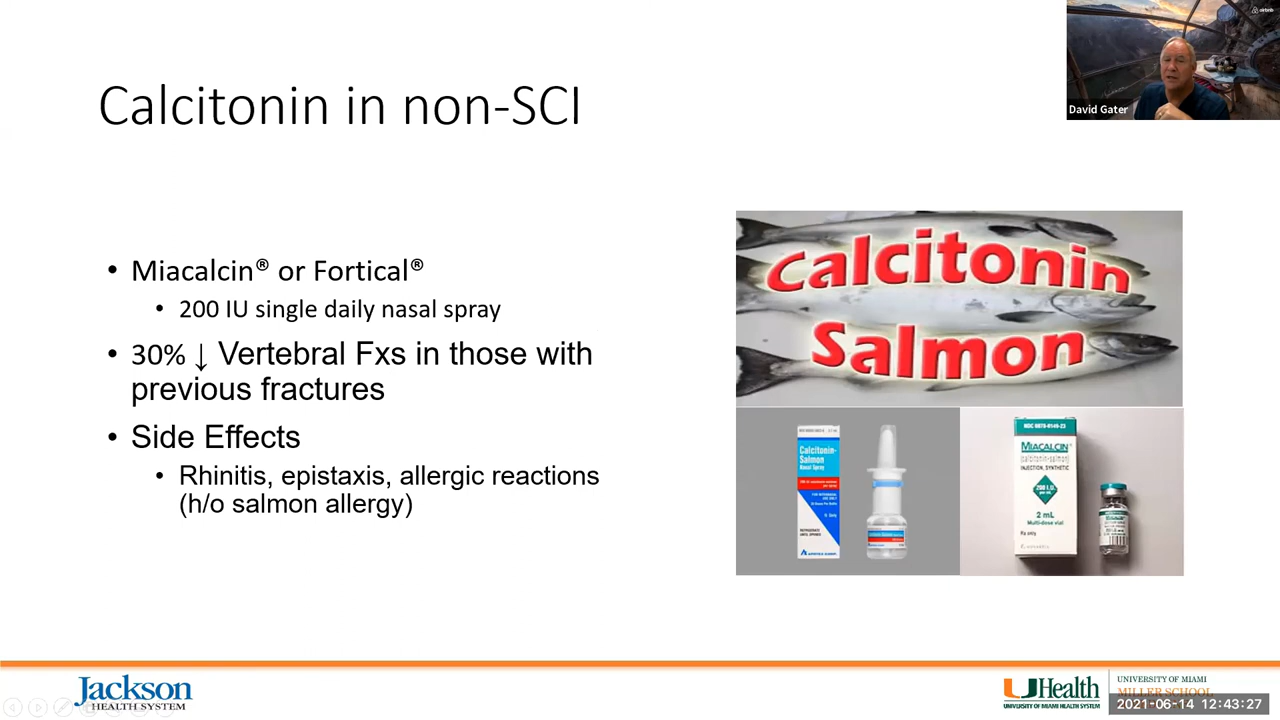 airbnb
David Gater
Calcitonin in non-SCI
• Miacalcin® or Fortical®
• 200 IU single daily nasal spray
• 30% ↓ Vertebral Fxs in those with
previous fractures
• Side Effects
• Rhinitis, epistaxis, allergic reactions
(h/o salmon allergy)
Calcitonin
Salmon
Calcitonin-
Salmon
Nasal Spray
MIACALCIN
INJECTION, SYNTHETIC
2 mL
Multi-dose vial
Rx only
Jackson
HEALTH SYSTEM
UHealth
UNIVERSITY OF MIAMI HEALTH SYSTEM
UNIVERSITY OF MIAMI
MILLER SCHOOL
2021-06-14 12:43:27